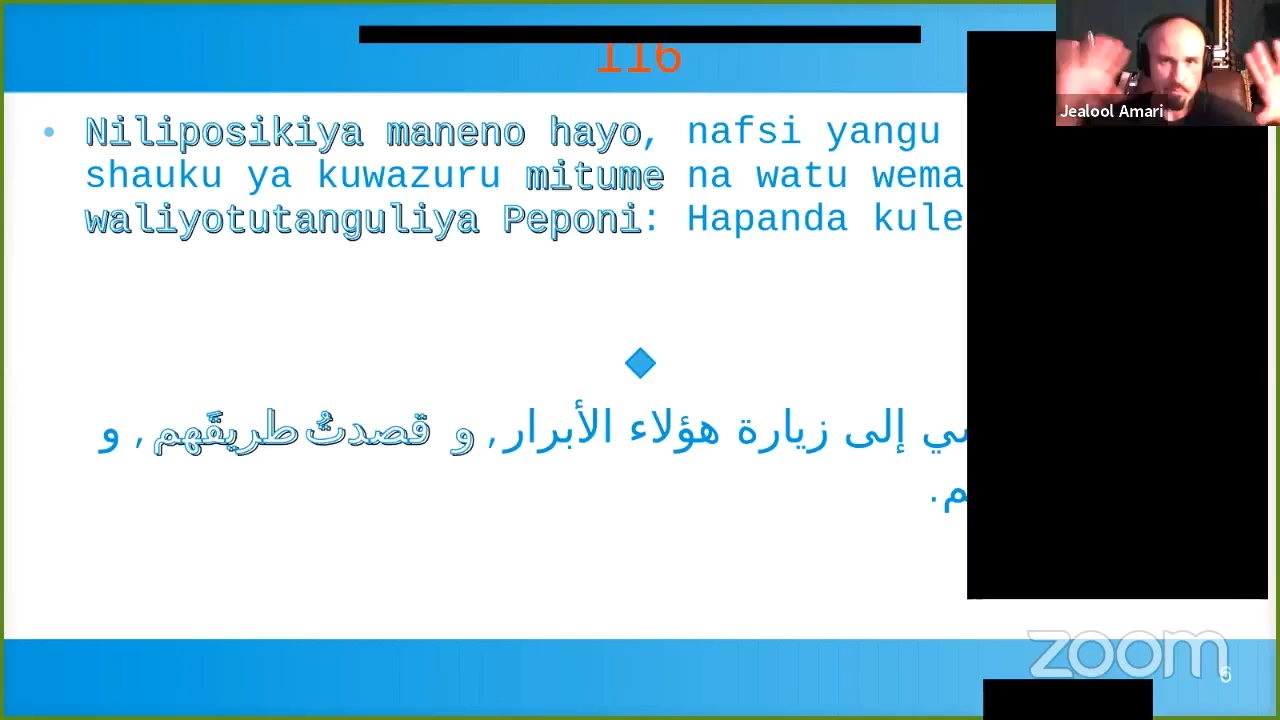 116
Jealool Amari
• Niliposikiya maneno hayo, nafsi yangu
shauku ya kuwazuru mitume na watu wema
waliyotutanguliya Peponi: Hapanda kule
إلى زيارة هؤلاء الأبرار, و قصدتُ طريقَهم, و
zoom
6